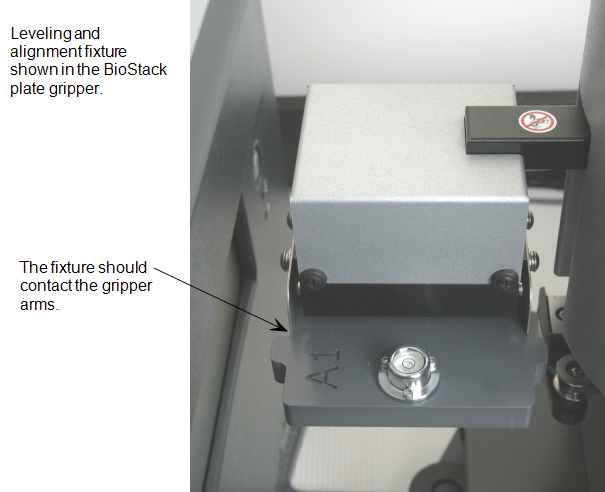 Leveling and
alignment fixture
shown in the BioStack
plate gripper.
The fixture should
contact the gripper
arms.
A1